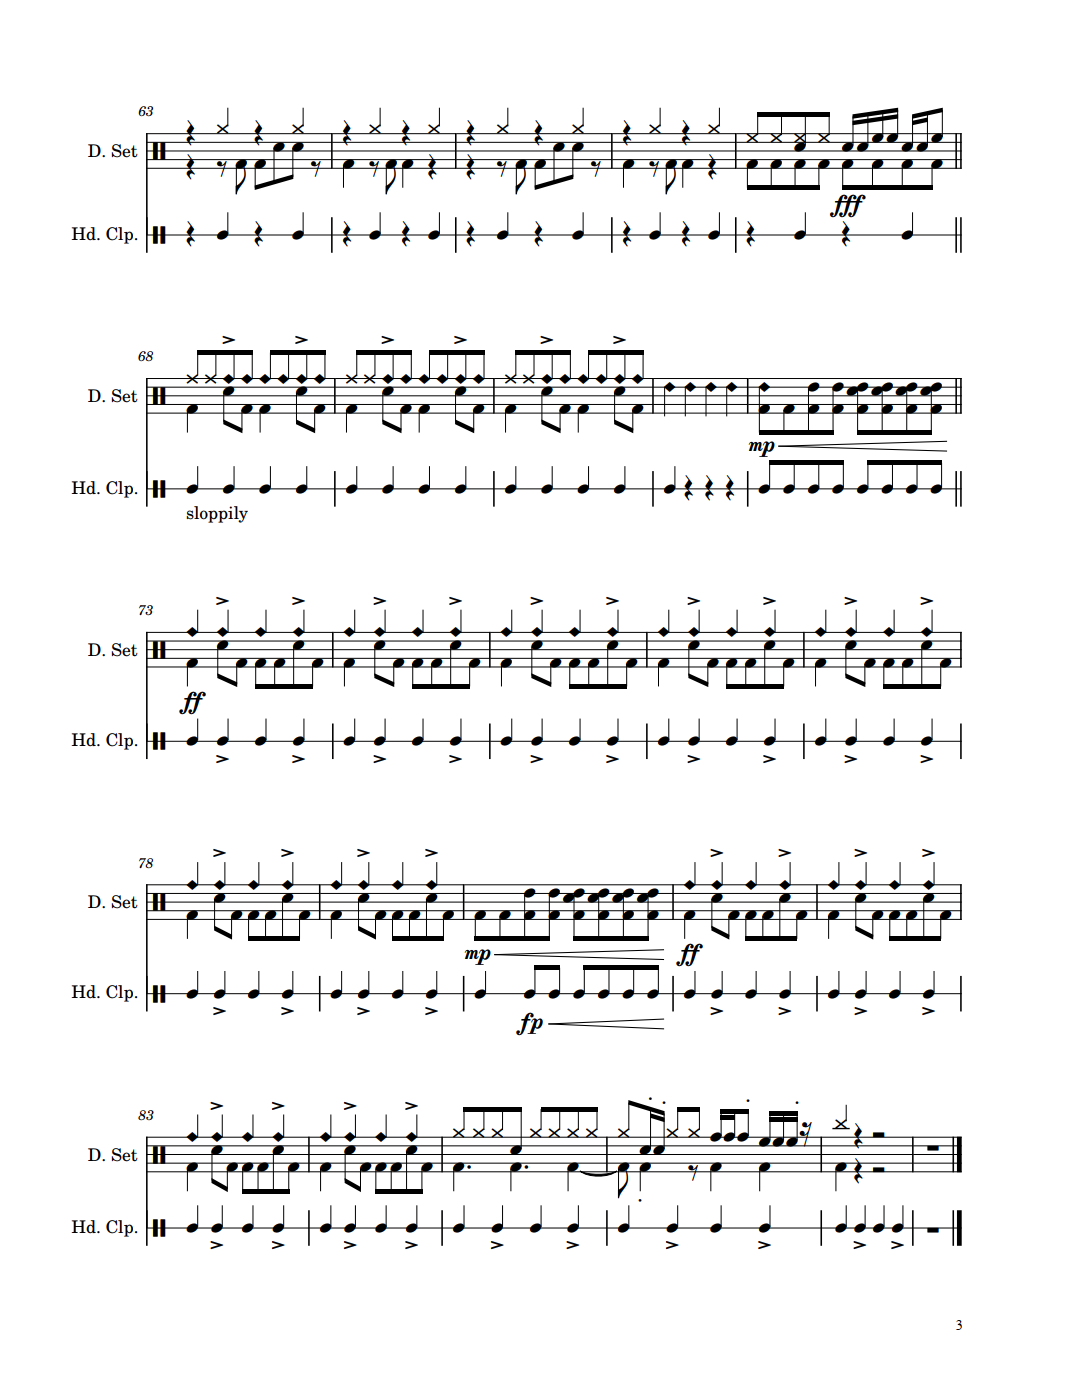 63
D. Set
fff
Hd. Clp.
68
D. Set
mp
Hd. Clp.
sloppily
73
D. Set
ff
Hd. Clp.
78
D. Set
mp ff
Hd. Clp.
fp
83
D. Set
Hd. Clp.
3